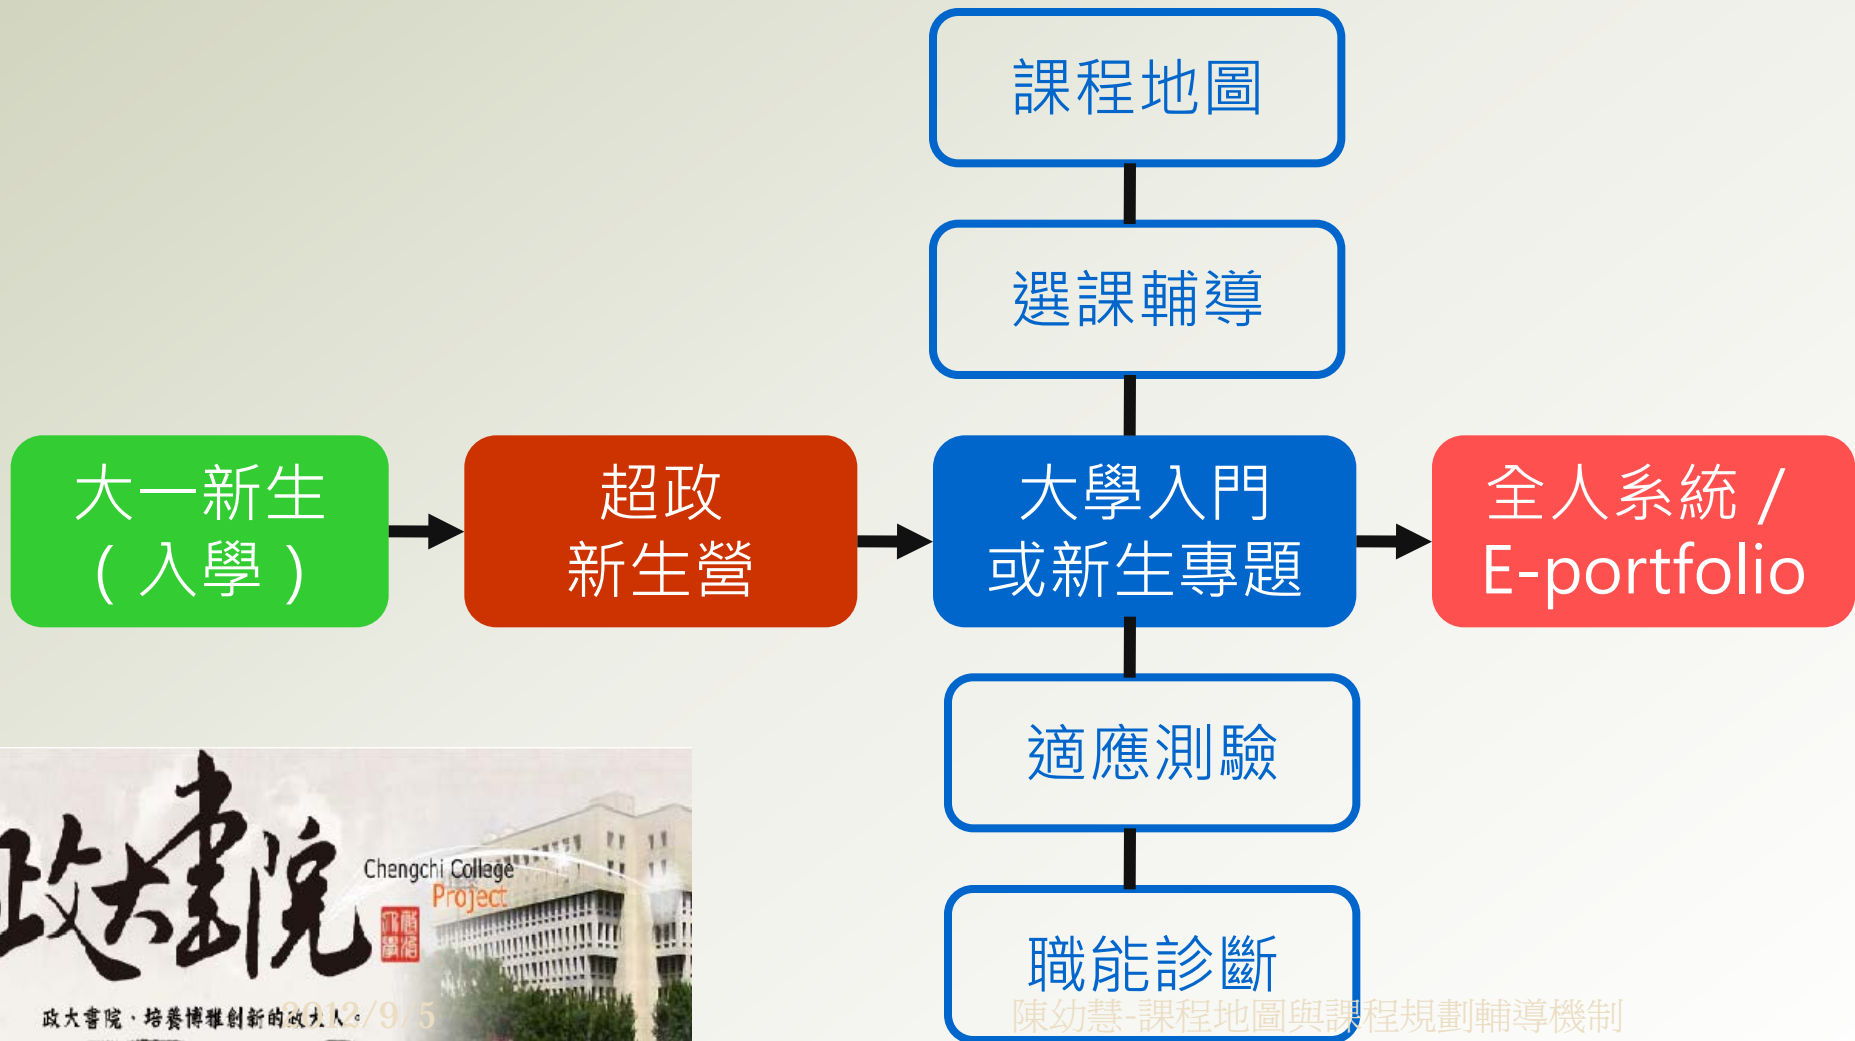 課程地圖
選課輔導
大一新生
(入學)
超政
新生營
大學入門
或新生專題
全人系統/
E-portfolio
適應測驗
職能診斷
政大書院
Chengchi College
Project
政大書院、培養博雅創新的政大人。
2012/9/5
陳幼慧-課程地圖與課程規劃輔導機制